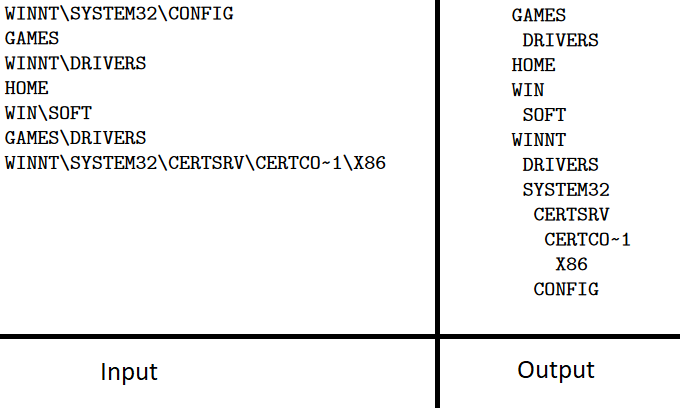 WINNT\SYSTEM32\CONFIG
GAMES
WINNT\DRIVERS
HOME
WIN\SOFT
GAMES\DRIVERS
WINNT\SYSTEM32\CERTSRV\CERTCO~1\X86
Input
GAMES
 DRIVERS
HOME
WIN
 SOFT
WINNT
 DRIVERS
 SYSTEM32
  CERTSRV
   CERTCO~1
    X86
  CONFIG
Output